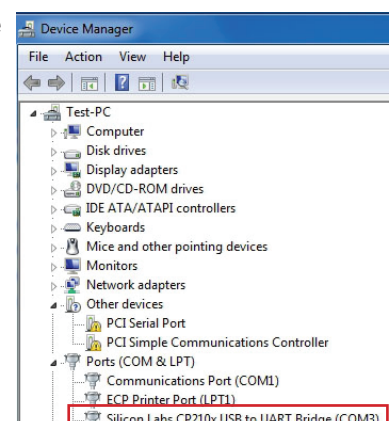 Device Manager
File Action View Help
Test-PC
Computer
Disk drives
Display adapters
DVD/CD-ROM drives
IDE ATA/ATAPI controllers
Keyboards
Mice and other pointing devices
Monitors
Network adapters
Other devices
PCI Serial Port
PCI Simple Communications Controller
Ports (COM & LPT)
Communications Port (COM1)
ECP Printer Port (LPT1)
Silicon Labs CP210x USB to UART Bridge (COM3)